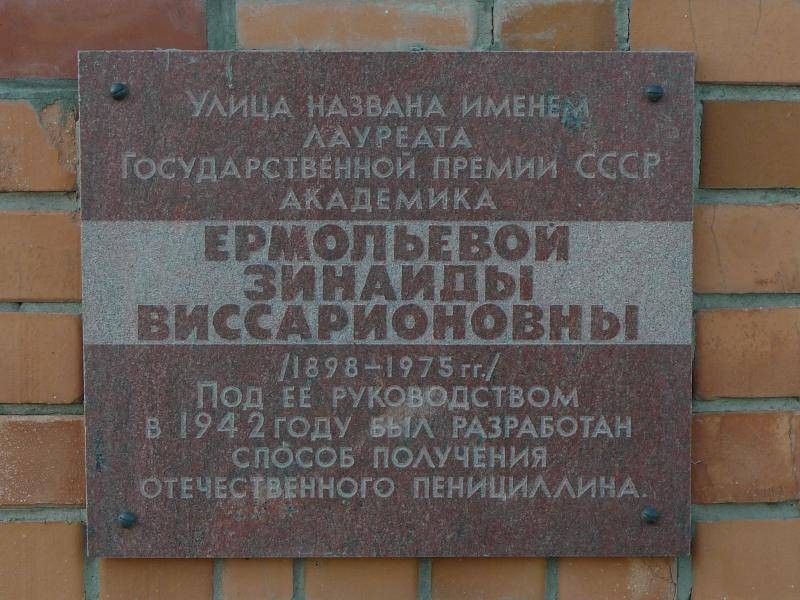 Улица названа именем
лауреата
Государственной премии СССР
академика
ЕРМОЛЬЕВОЙ
ЗИНАИДЫ
ВИССАРИОНОВНЫ
/1898-1975 гг./
Под ее руководством
в 1942 году был разработан
способ получения
отечественного пенициллина.